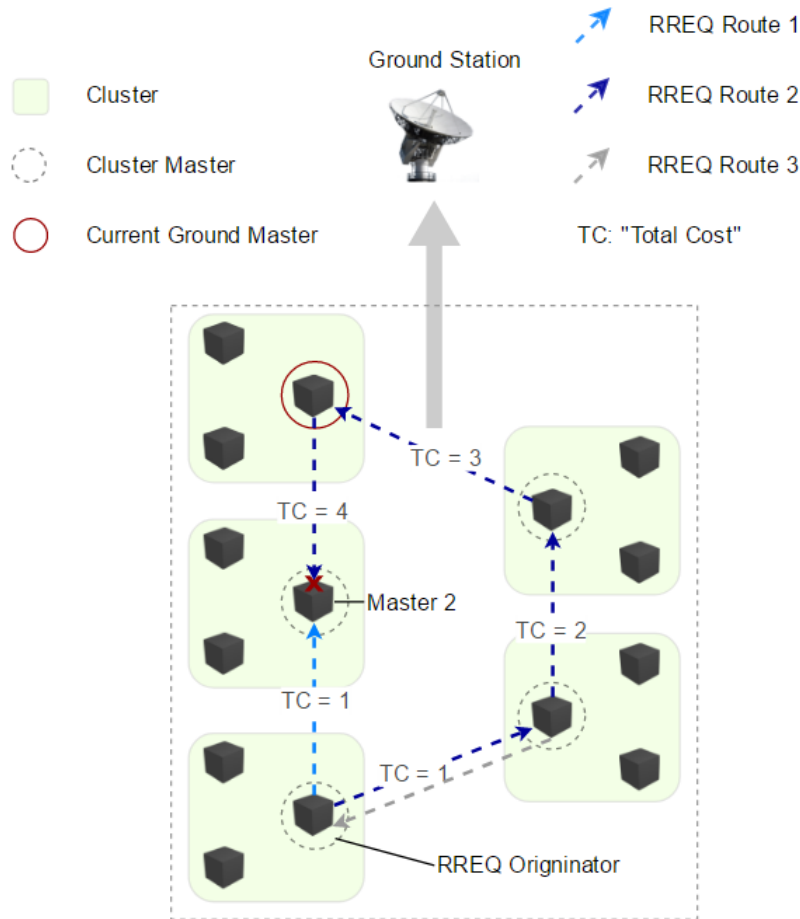 RREQ Route 1
Ground Station
Cluster
RREQ Route 2
Cluster Master
RREQ Route 3
Current Ground Master
TC: "Total Cost"
TC = 3
TC = 4
Master 2
TC = 2
TC = 1
TC = 1
RREQ Origninator